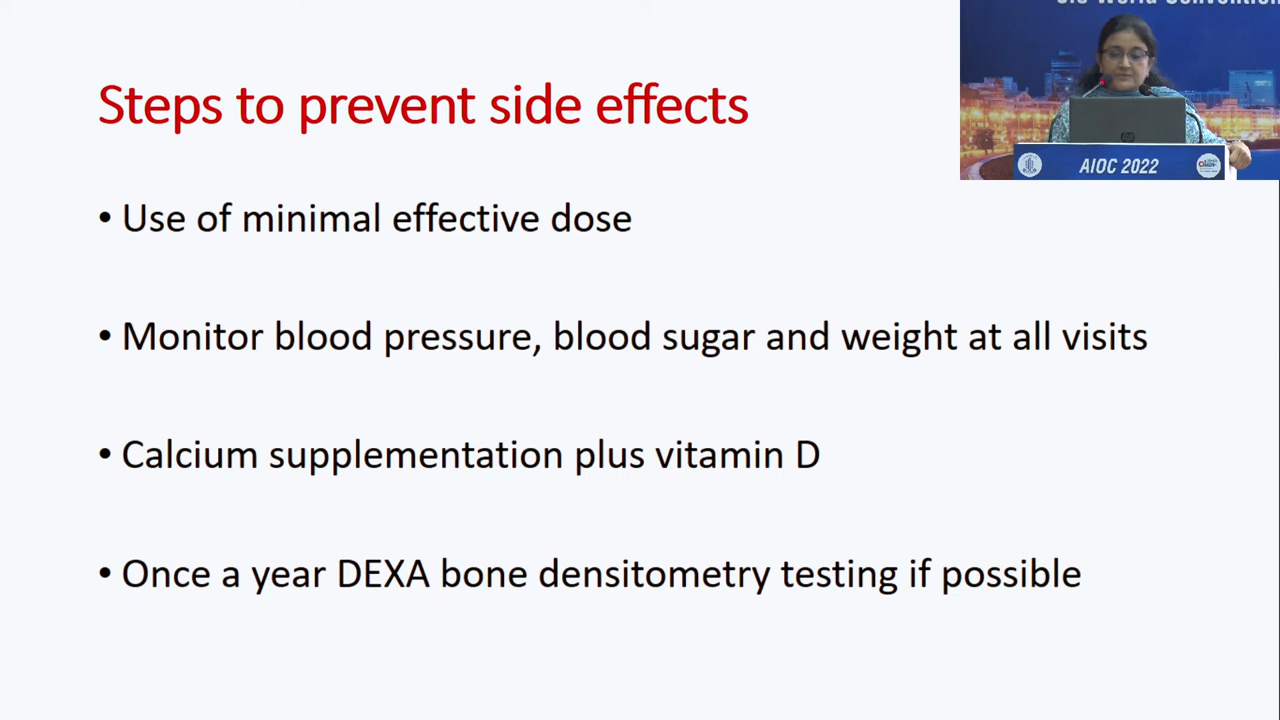 Steps to prevent side effects
AIOC 2022
• Use of minimal effective dose
• Monitor blood pressure, blood sugar and weight at all visits
• Calcium supplementation plus vitamin D
• Once a year DEXA bone densitometry testing if possible